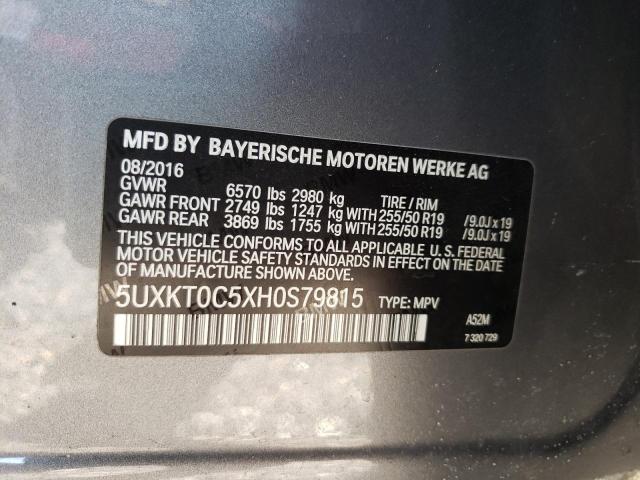 MFD BY BAYERISCHE MOTOREN WERKE AG
08/2016
GVWR 6570 lbs 2980 kg TIRE / RIM
GAWR FRONT 2749 lbs 1247 kg WITH 255/50 R19 /9.0J x 19
GAWR REAR 3869 lbs 1755 kg WITH 255/50 R19 /9.0J x 19
THIS VEHICLE CONFORMS TO ALL APPLICABLE U.S. FEDERAL
MOTOR VEHICLE SAFETY STANDARDS IN EFFECT ON THE DATE OF
MANUFACTURE SHOWN ABOVE.
5UXKT0C5XH0S79815 TYPE: MPV
A52M
7 320 729